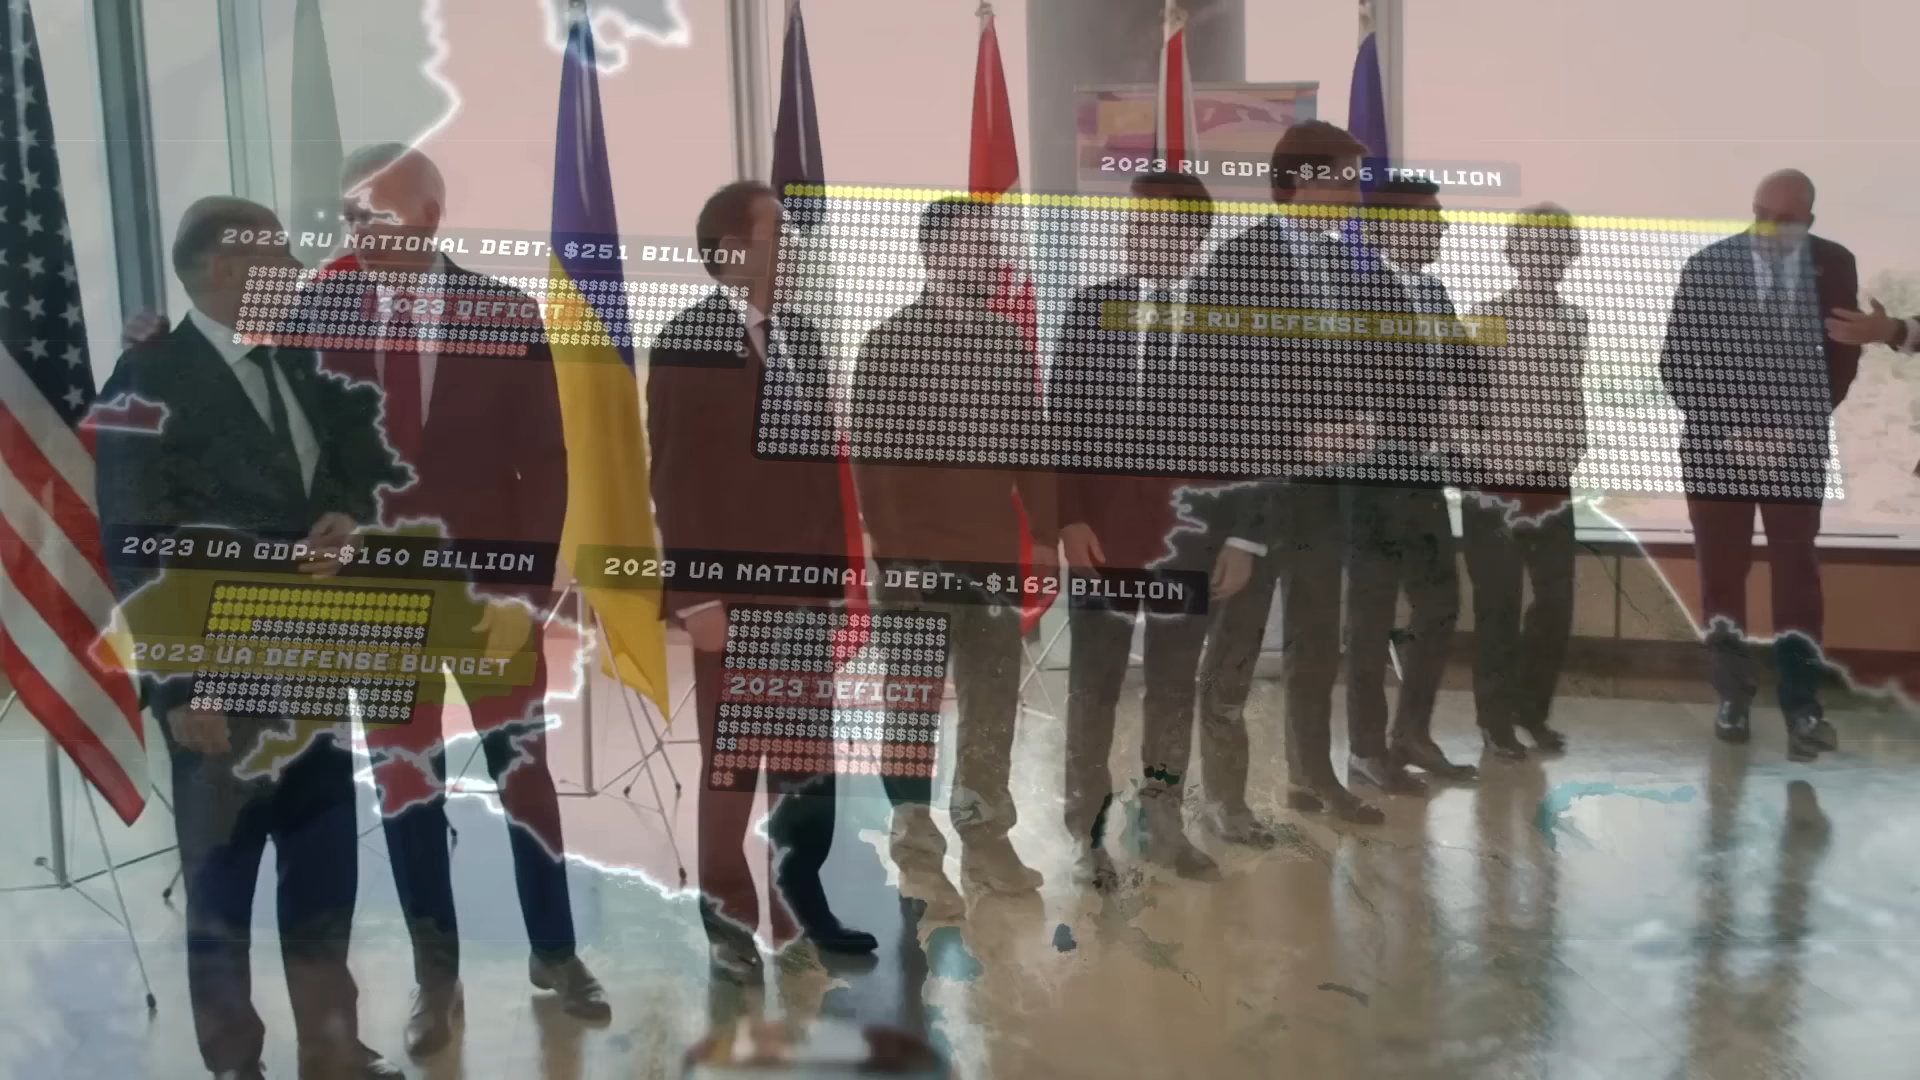 2023 RU GDP: ~$2.06 TRILLION
2023 RU NATIONAL DEBT: $251 BILLION
2023 DEFICIT
2023 RU DEFENSE BUDGET
2023 UA GDP: ~$160 BILLION
2023 UA NATIONAL DEBT: ~$162 BILLION
2023 UA DEFENSE BUDGET
2023 DEFICIT